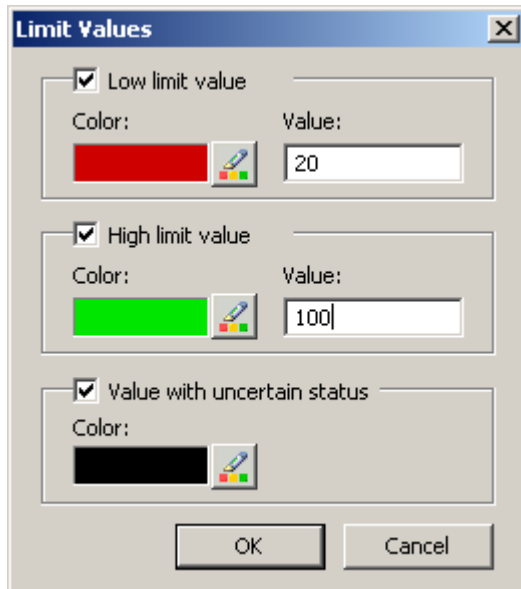 Limit Values
Low limit value
Color: Value:
20
High limit value
Color: Value:
100
Value with uncertain status
Color:
OK Cancel